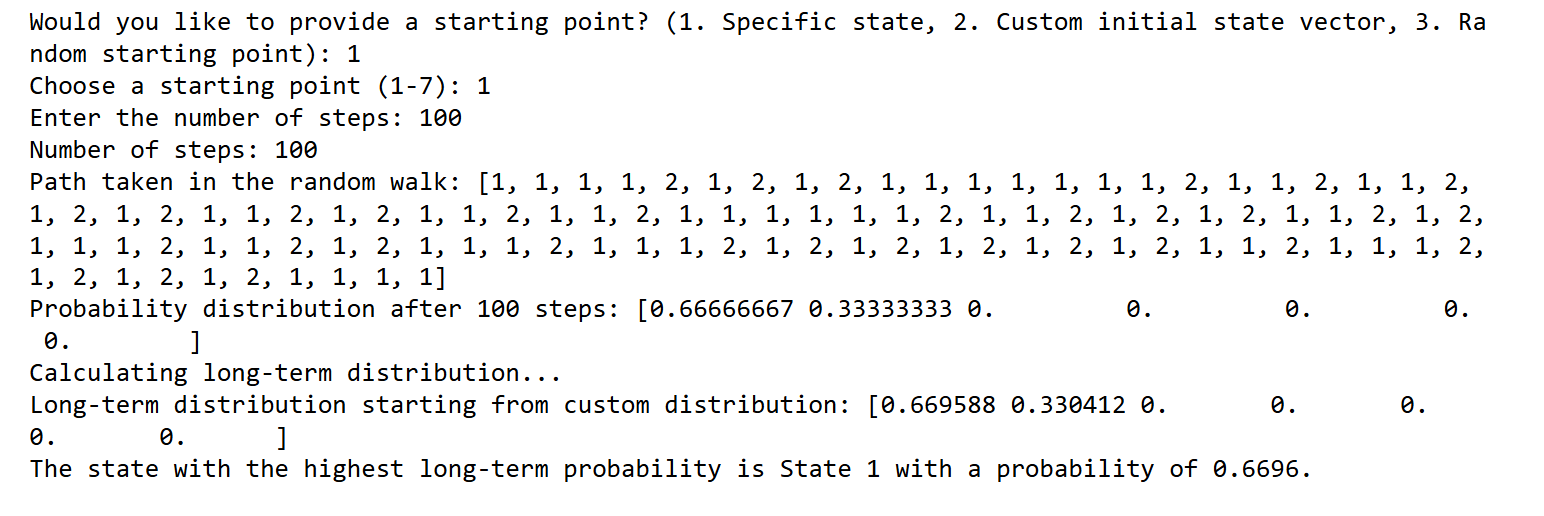 Would you like to provide a starting point? (1. Specific state, 2. Custom initial state vector, 3. Ra
ndom starting point): 1
Choose a starting point (1-7): 1
Enter the number of steps: 100
Number of steps: 100
Path taken in the random walk: [1, 1, 1, 1, 2, 1, 2, 1, 2, 1, 1, 1, 1, 1, 1, 1, 2, 1, 1, 2, 1, 1, 2,
1, 2, 1, 2, 1, 1, 2, 1, 2, 1, 1, 2, 1, 1, 2, 1, 1, 1, 1, 1, 1, 2, 1, 1, 2, 1, 2, 1, 2, 1, 1, 2, 1, 2,
1, 1, 1, 2, 1, 1, 2, 1, 2, 1, 1, 1, 2, 1, 1, 1, 2, 1, 2, 1, 2, 1, 2, 1, 2, 1, 2, 1, 1, 2, 1, 1, 1, 2,
1, 2, 1, 2, 1, 2, 1, 1, 1, 1]
Probability distribution after 100 steps: [0.66666667 0.33333333 0. 0. 0. 0.
0. ]
Calculating long-term distribution...
Long-term distribution starting from custom distribution: [0.669588 0.330412 0. 0. 0.
0. 0. ]
The state with the highest long-term probability is State 1 with a probability of 0.6696.